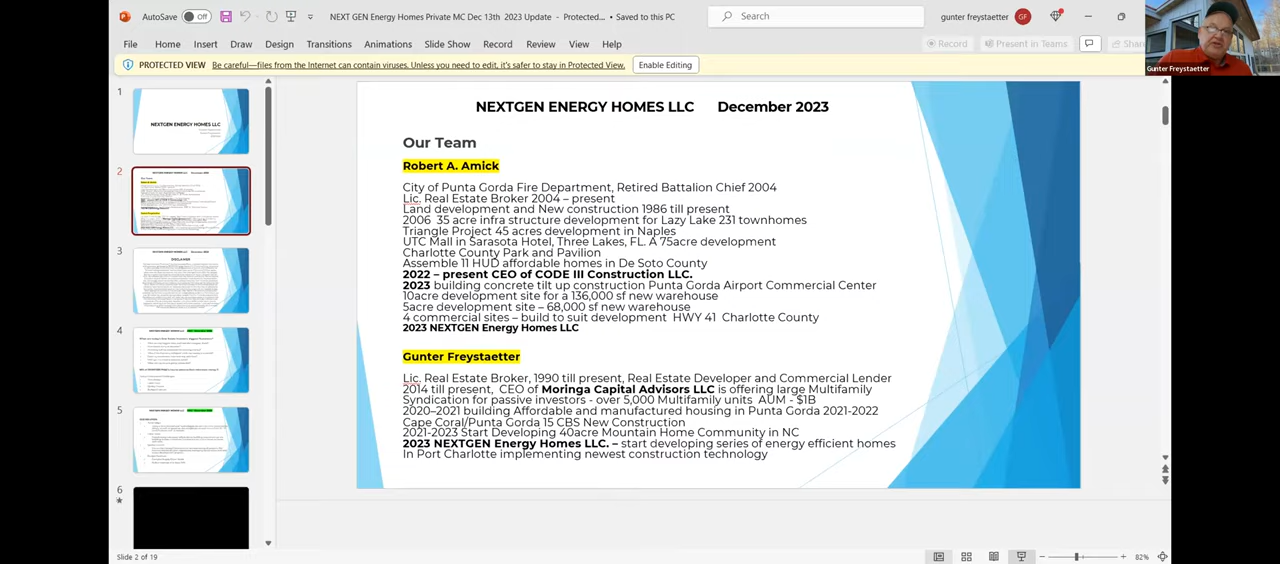 AutoSave Off NEXT GEN Energy Homes Private MC Dec 13th 2023 Update - Protected... • Saved to this PC Search gunter freystaetter GF
File Home Insert Draw Design Transitions Animations Slide Show Record Review View Help Record Present in Teams Share
PROTECTED VIEW Be careful—files from the Internet can contain viruses. Unless you need to edit, it's safer to stay in Protected View. Enable Editing
Gunter Freystaetter
1
NEXTGEN ENERGY HOMES LLC
2
3
DISCLAIMER
4
5
6
NEXTGEN ENERGY HOMES LLC December 2023
Our Team
Robert A. Amick
City of Punta Gorda Fire Department, Retired Battalion Chief 2004
Lic. Real Estate Broker 2004 – present
Land development and New construction 1986 till present
acre infra structure development for Lazy Lake 231 townhomes
Triangle Project 45 acres development in Naples
UTC Mall in Sarasota Hotel, Three Lakes, FL. A 75acre development
Charlotte County Park and Pavilion
Assemble 11 HUD affordable homes in De Soto County
2022 – present CEO of CODE III Construction LLC.
2023 building concrete tilt up commercial Punta Gorda Airport Commercial Center
10acre development site for a 136,000 sf new warehouse
5acre development site – 68,000 sf new warehouse
4 commercial sites – build to suit development HWY 41 Charlotte County
2023 NEXTGEN Energy Homes LLC
Gunter Freystaetter
Lic. Real Estate Broker, 1990 till present, Real Estate Developer and Commercial Lender
2014 till present, owner of Moringa Capital Advisors LLC is offering large Multifamily
Syndication for passive investors - over 5,000 Multifamily units AUM - $1B
2020–2021 building Affordable and manufactured housing in Punta Gorda 2021-2022
Cape Coral/Punta Gorda 15 CBS New Construction
2022-2023 Start Developing 40acre Mountain Home Community NC
2023 NEXTGEN Energy Homes LLC. – start developing series of energy efficient homes
In Port Charlotte implementing newest construction technology
Slide 2 of 19 82%